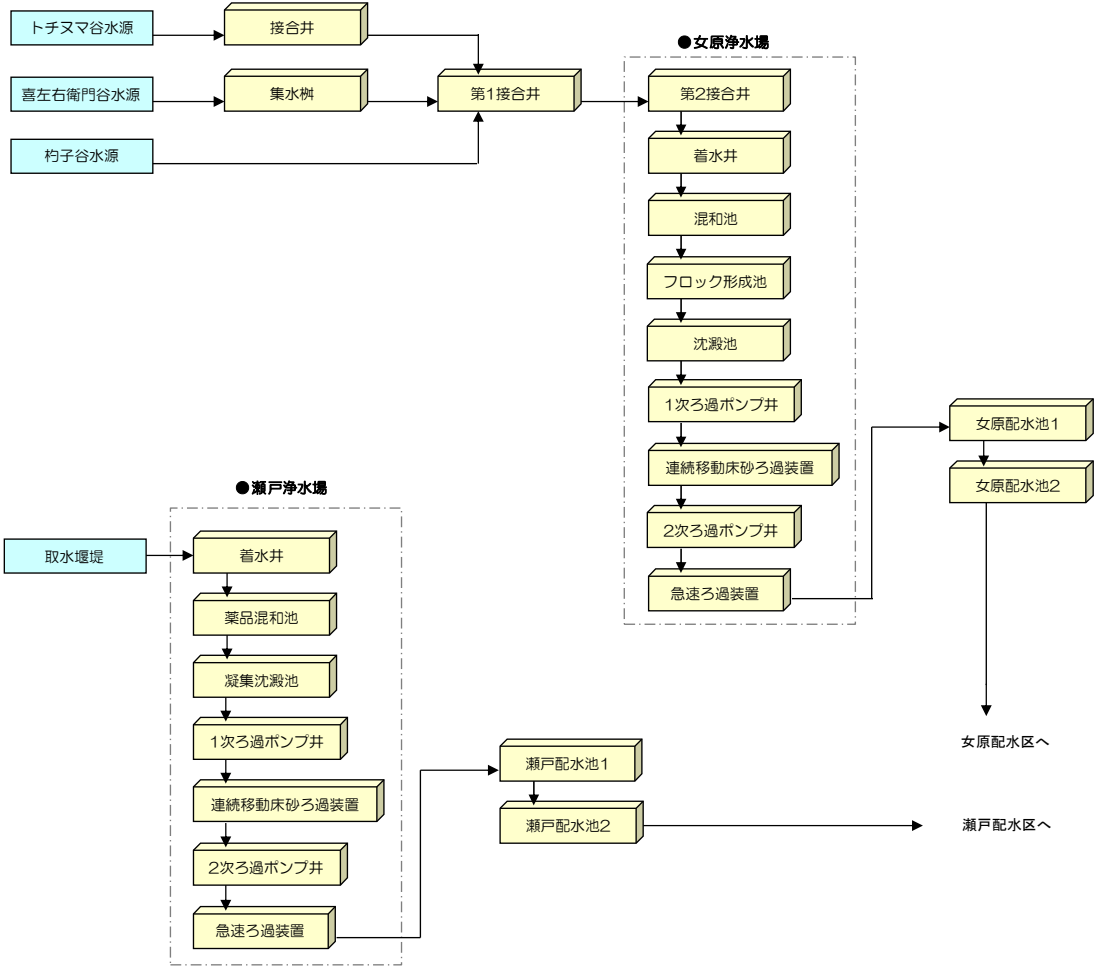 トチヌマ谷水源
接合井
喜左右衛門谷水源
集水桝
第1接合井
杓子谷水源
●女原浄水場
第2接合井
着水井
混和池
フロック形成池
沈澱池
1次ろ過ポンプ井
連続移動床砂ろ過装置
2次ろ過ポンプ井
急速ろ過装置
女原配水池1
女原配水池2
女原配水区へ
●瀬戸浄水場
取水堰堤
着水井
薬品混和池
凝集沈澱池
1次ろ過ポンプ井
連続移動床砂ろ過装置
2次ろ過ポンプ井
急速ろ過装置
瀬戸配水池1
瀬戸配水池2
瀬戸配水区へ